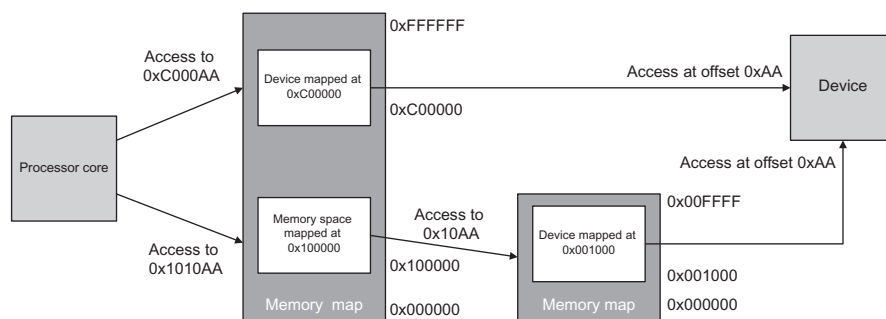 Processor core
Access to
0xC000AA
Access to
0x1010AA
0xFFFFFF
Device mapped at
0xC00000
0xC00000
Memory space
mapped at
0x100000
0x100000
Memory map
0x000000
Access to
0x10AA
0x00FFFF
Device mapped at
0x001000
0x001000
Memory map
0x000000
Access at offset 0xAA
Access at offset 0xAA
Device